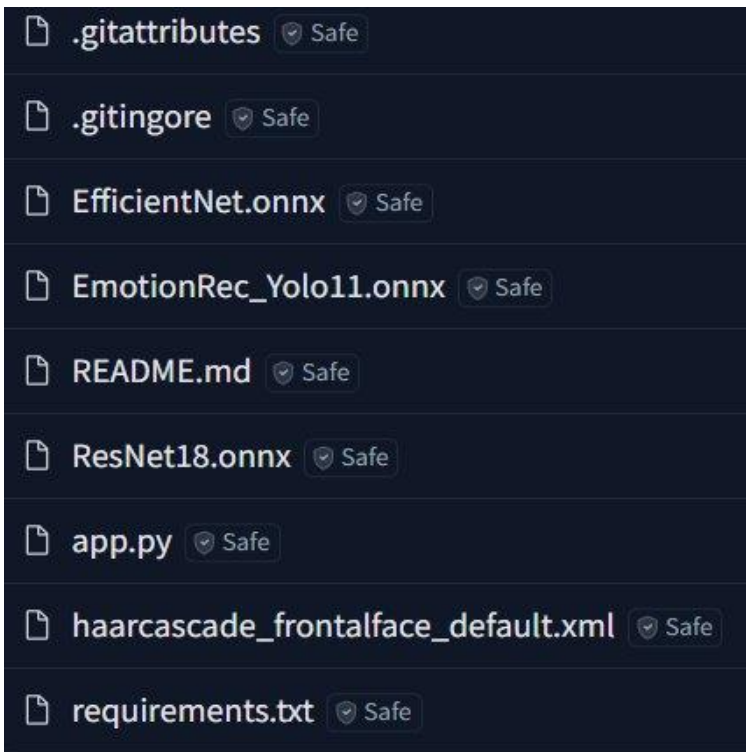 .gitattributes Safe
.gitingore Safe
EfficientNet.onnx Safe
EmotionRec_Yolo11.onnx Safe
README.md Safe
ResNet18.onnx Safe
app.py Safe
haarcascade_frontalface_default.xml Safe
requirements.txt Safe